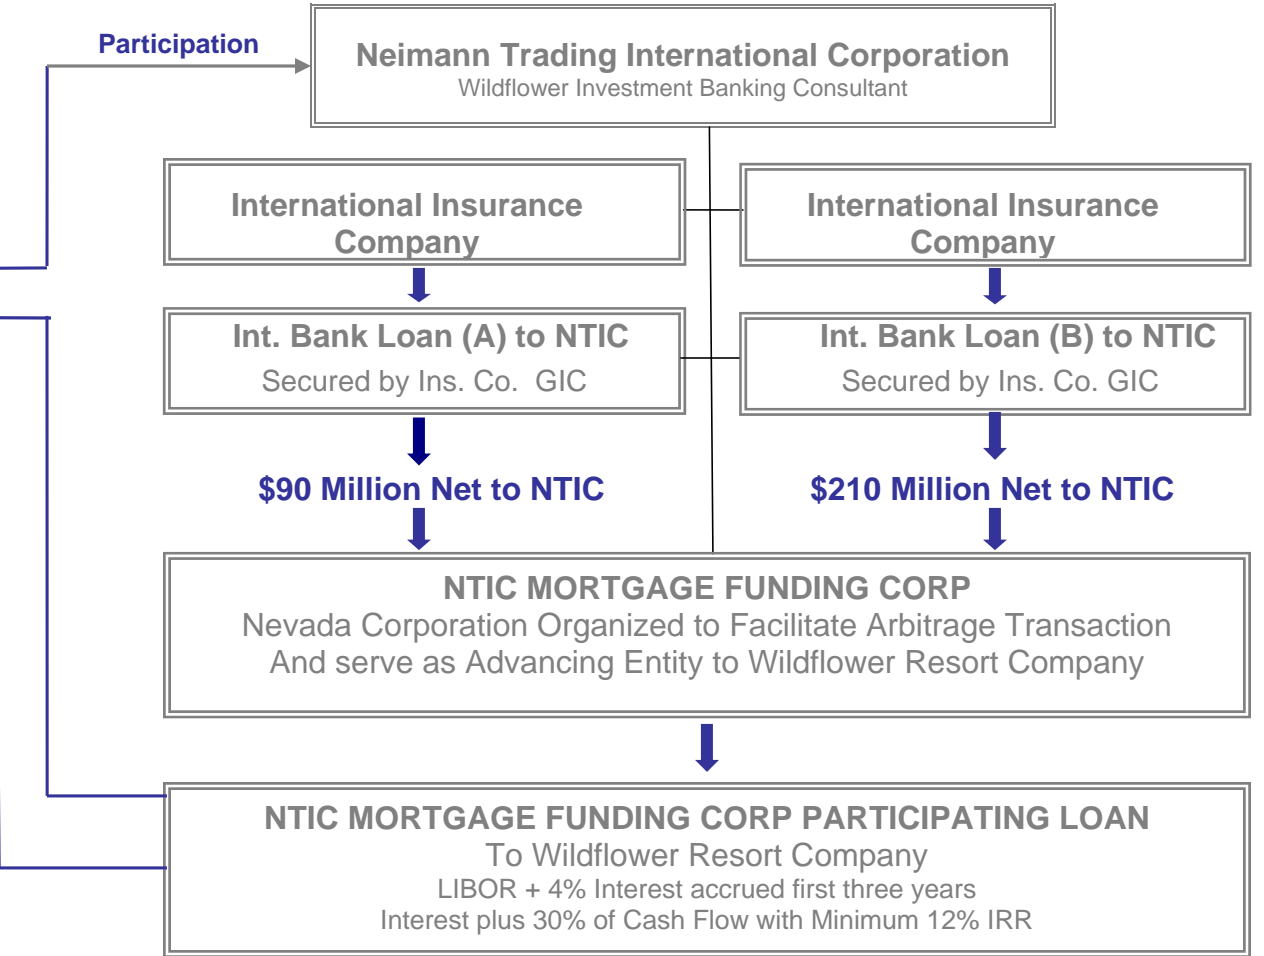 Participation
Neimann Trading International Corporation
Wildflower Investment Banking Consultant
International Insurance
Company
International Insurance
Company
Int. Bank Loan (A) to NTIC
Secured by Ins. Co. GIC
Int. Bank Loan (B) to NTIC
Secured by Ins. Co. GIC
$90 Million Net to NTIC
$210 Million Net to NTIC
NTIC MORTGAGE FUNDING CORP
Nevada Corporation Organized to Facilitate Arbitrage Transaction
And serve as Advancing Entity to Wildflower Resort Company
NTIC MORTGAGE FUNDING CORP PARTICIPATING LOAN
To Wildflower Resort Company
LIBOR + 4% Interest accrued first three years
Interest plus 30% of Cash Flow with Minimum 12% IRR